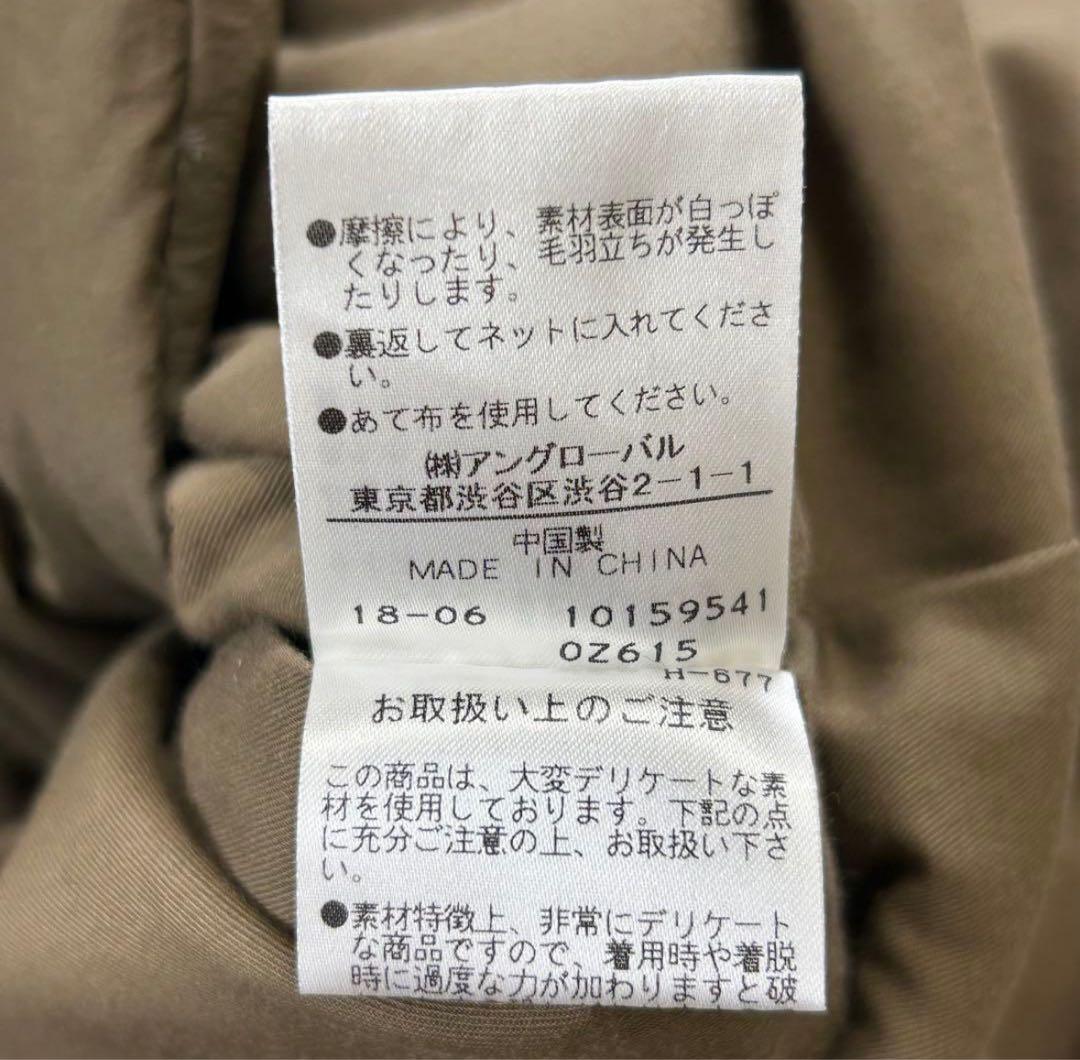 ●摩擦により、素材表面が白っぽ
くなったり、毛羽立ちが発生し
たりします。
●裏返してネットに入れてくださ
い。
●あて布を使用してください。
㈱アングローバル
東京都渋谷区渋谷2-1-1
中国製
MADE IN CHINA
18-06 101595411
OZ615
H-677
お取扱い上のご注意
この商品は、大変デリケートな素
材を使用しております。下記の点
に充分ご注意の上、お取扱い下さ
い。
●素材特徴上、非常にデリケート
な商品ですので、着用時や着脱
時に過度な力が加わりますと破